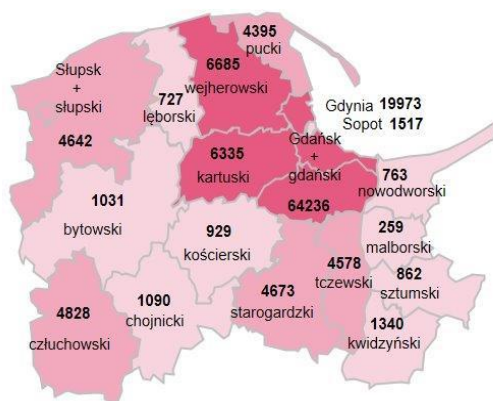 4395
pucki
6685
wejherowski
Słupsk
+
słupski
4642
727
lęborski
Gdynia 19973
Sopot 1517
Gdańsk
+
gdański
64236
6335
kartuski
763
nowodworski
1031
bytowski
929
kościerski
259
malborski
4578
tczewski
862
sztumski
4673
starogardzki
1090
chojnicki
4828
człuchowski
1340
kwidzyński